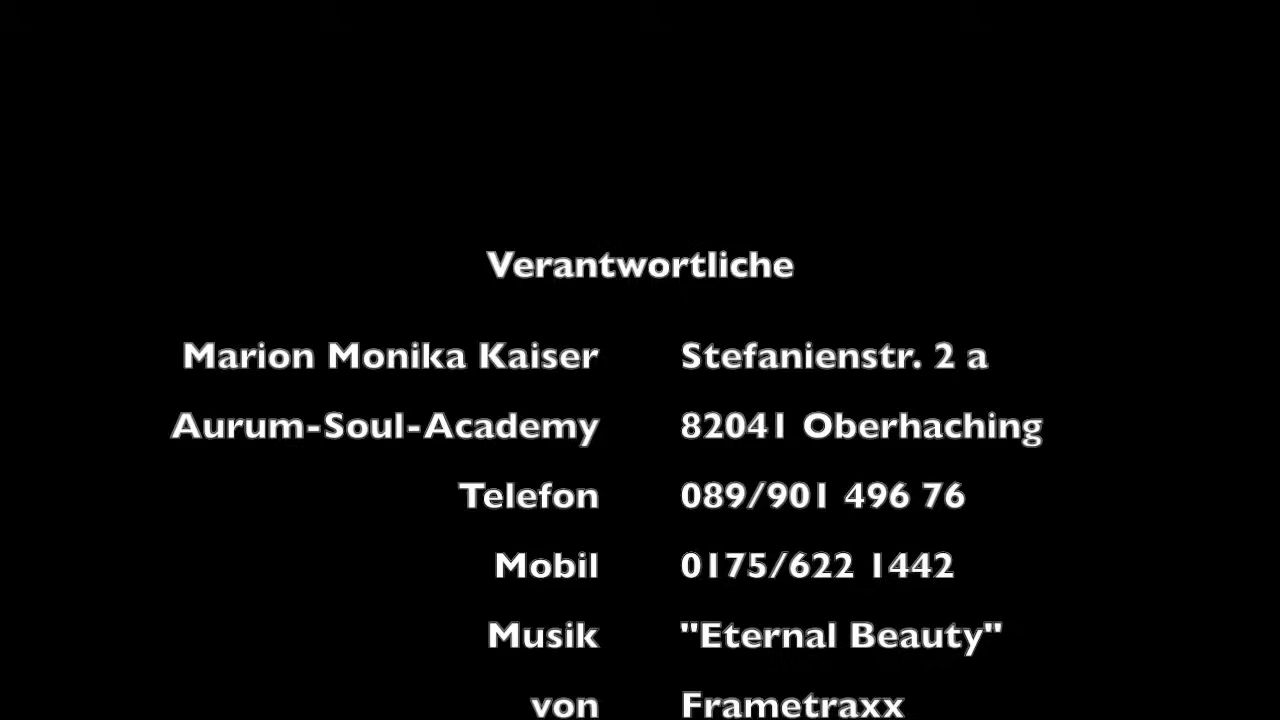 Verantwortliche
Marion Monika Kaiser Stefanienstr. 2 a
Aurum-Soul-Academy 82041 Oberhaching
Telefon 089/901 496 76
Mobil 0175/622 1442
Musik "Eternal Beauty"
von Frametraxx